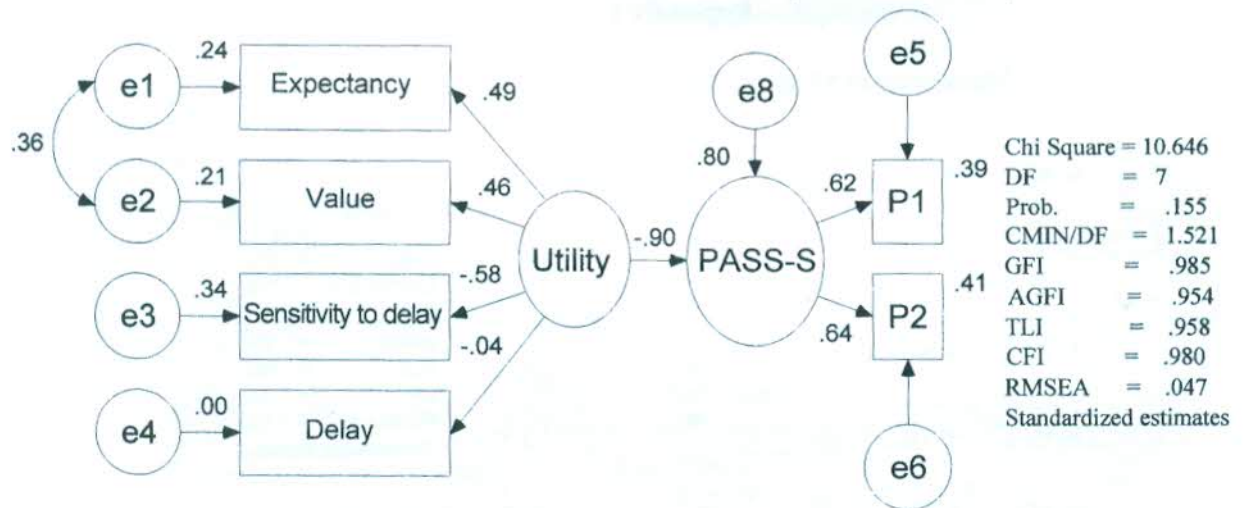 .24
e1
Expectancy
.49
.36
.21
e2
Value
.46
.34
e3
Sensitivity to delay
-.58
-.04
.00
e4
Delay
Utility
-.90
PASS-S
.80
e8
e5
.62
P1
.39
.64
P2
.41
e6
Chi Square = 10.646
DF = 7
Prob. = .155
CMIN/DF = 1.521
GFI = .985
AGFI = .954
TLI = .958
CFI = .980
RMSEA = .047
Standardized estimates